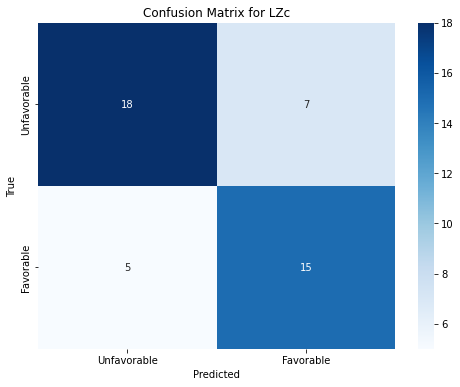 Confusion Matrix for LZc
Unfavorable
Favorable
True
18
7
5
15
Unfavorable
Favorable
Predicted
18
16
14
12
10
8
6